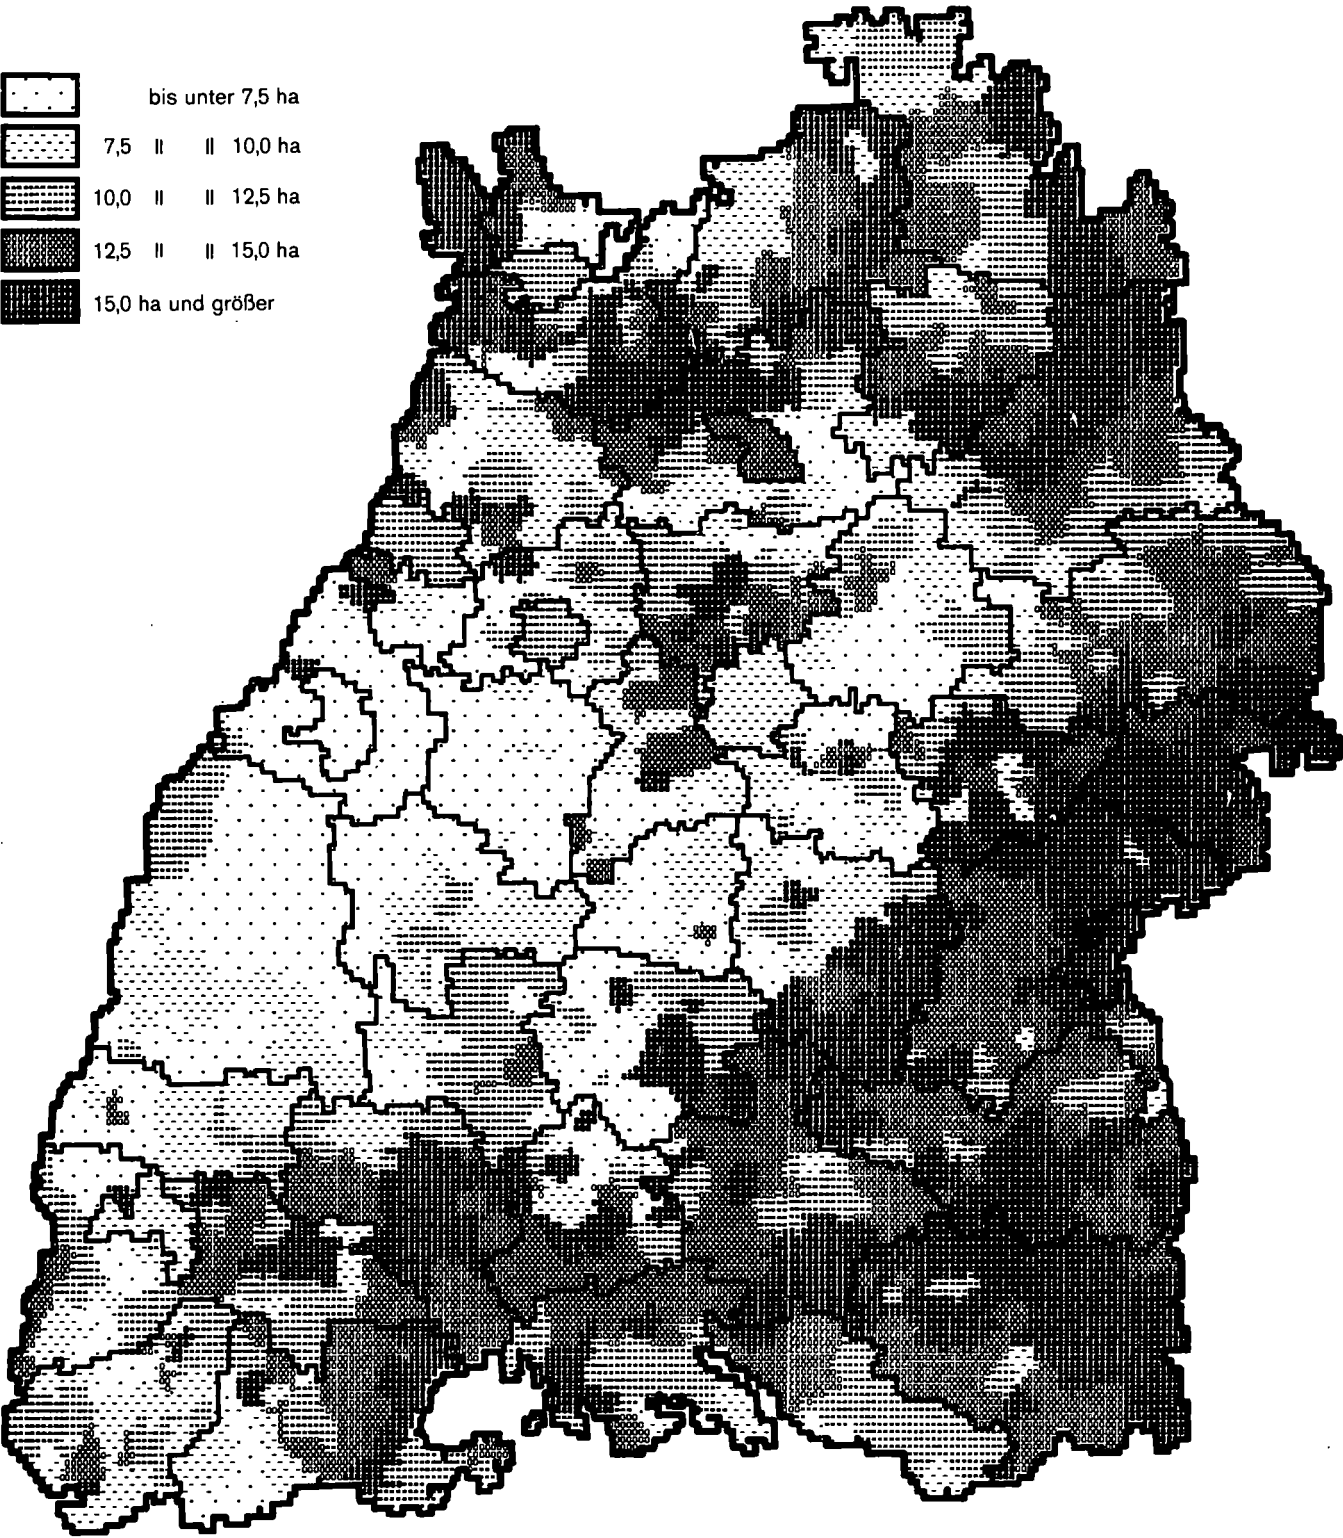 bis unter 7,5 ha
7,5 " " 10,0 ha
10,0 " " 12,5 ha
12,5 " " 15,0 ha
15,0 ha und größer